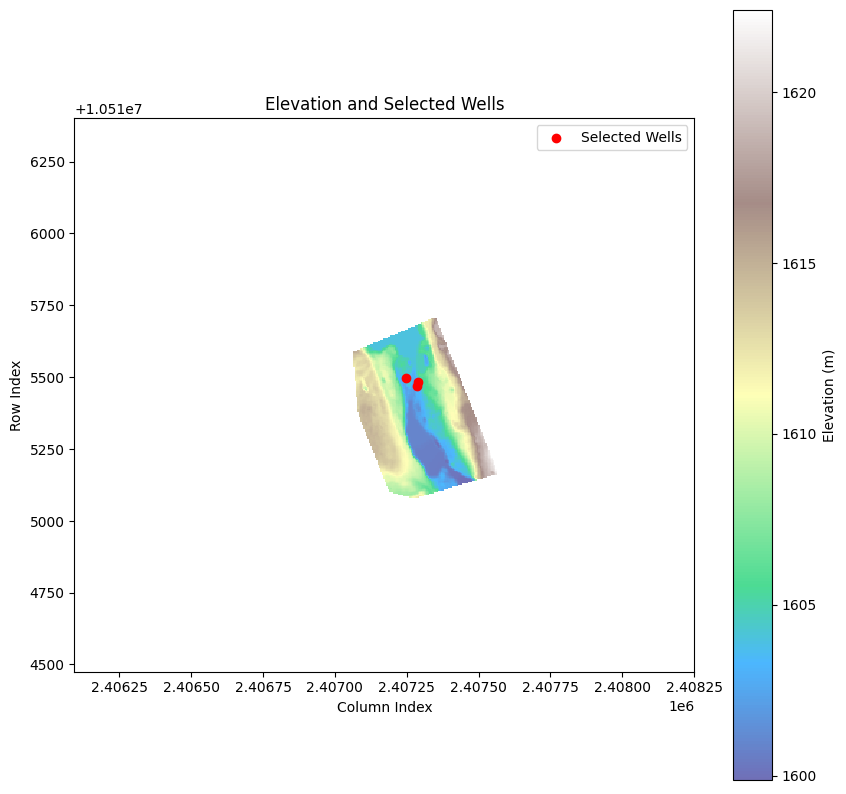 Elevation and Selected Wells
+1.051e7
Selected Wells
6250
6000
5750
5500
5250
5000
4750
4500
Row Index
2.40625 2.40650 2.40675 2.40700 2.40725 2.40750 2.40775 2.40800 2.40825
1e6
Column Index
1620
1615
1610
1605
1600
Elevation (m)